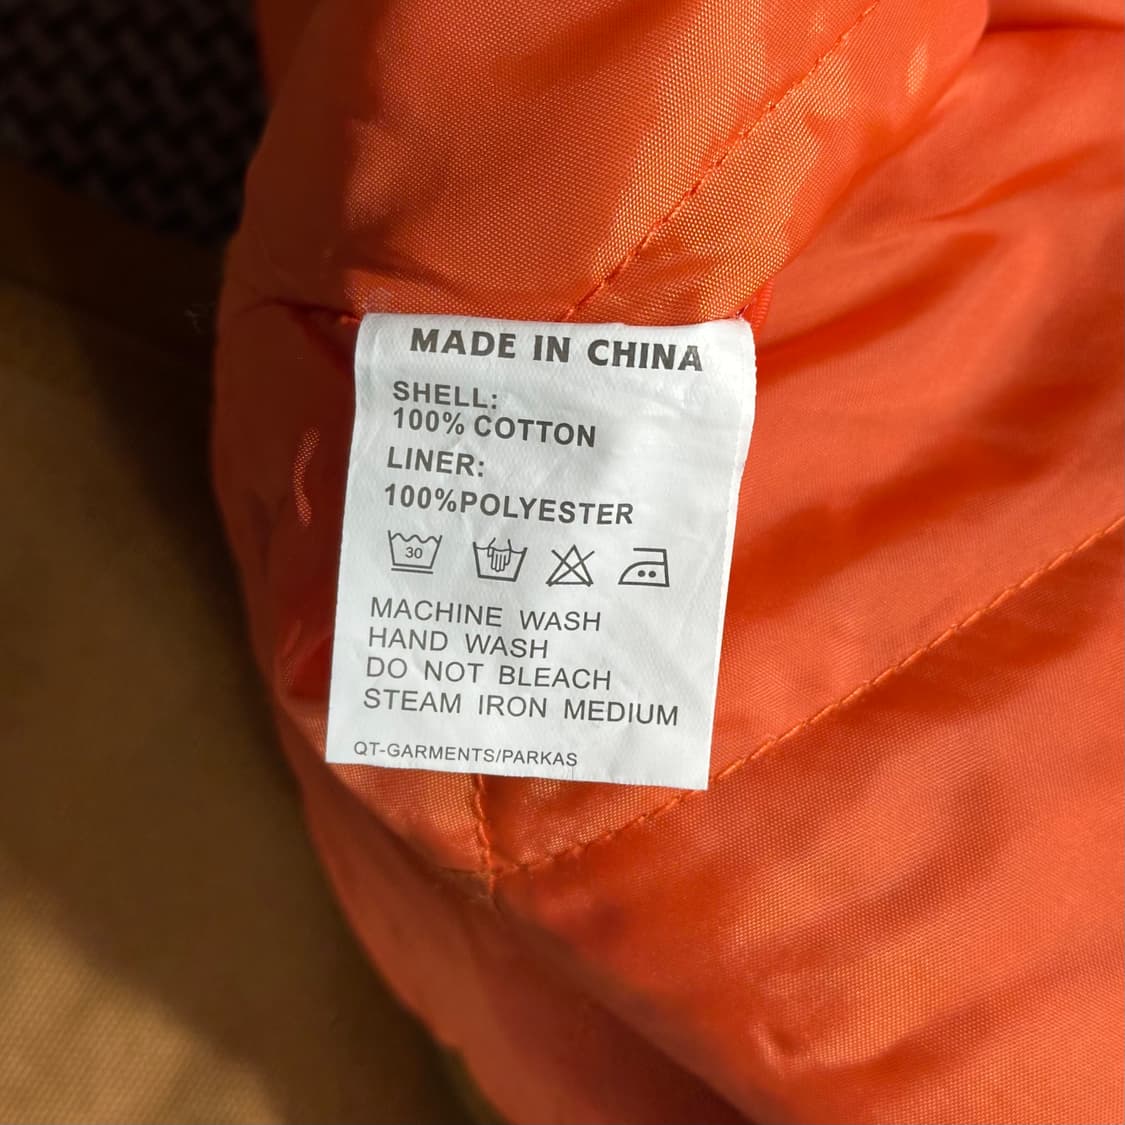 MADE IN CHINA
SHELL:
100% COTTON
LINER:
100%POLYESTER
30
MACHINE WASH
HAND WASH
DO NOT BLEACH
STEAM IRON MEDIUM
QT-GARMENTS/PARKAS